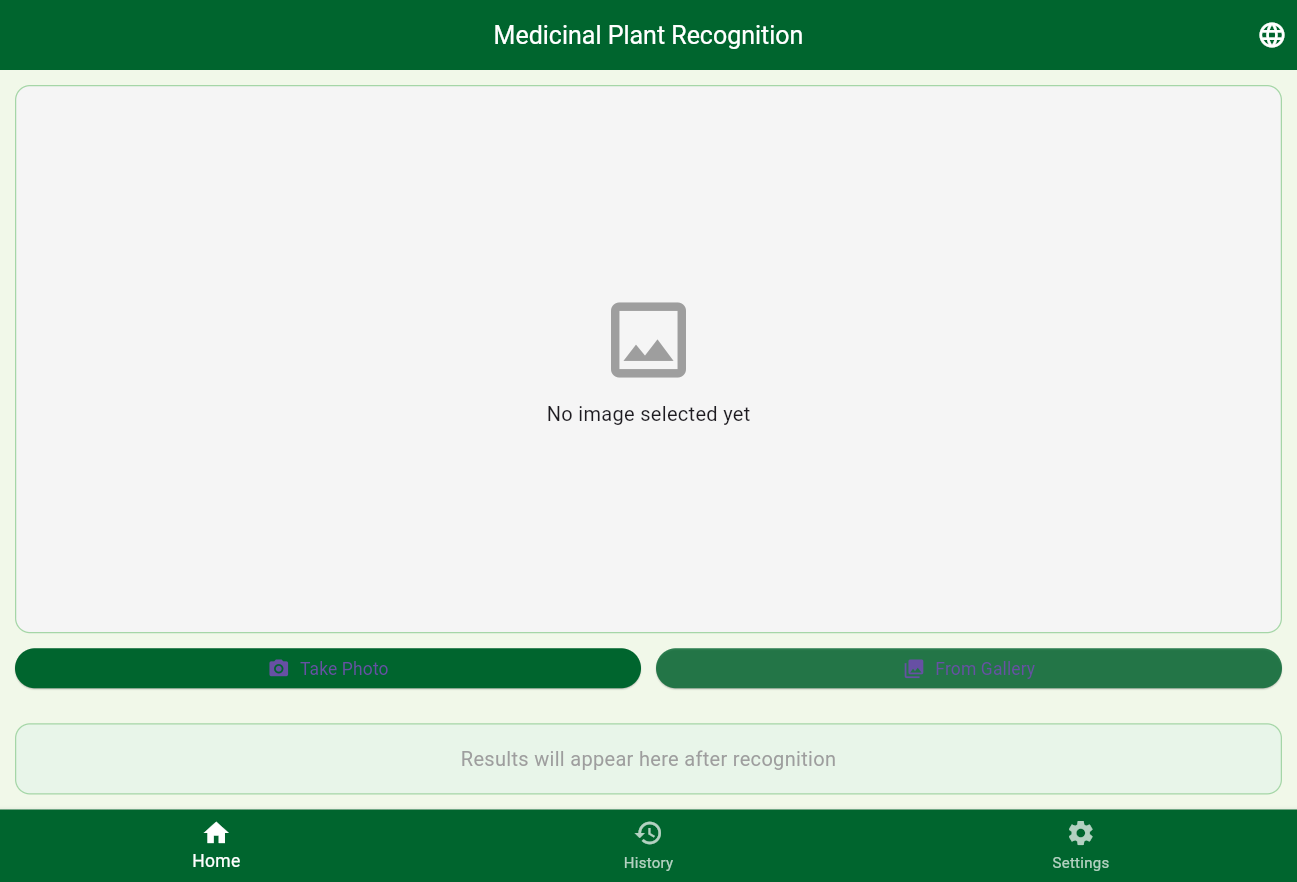 Medicinal Plant Recognition
No image selected yet
Take Photo
From Gallery
Results will appear here after recognition
Home
History
Settings